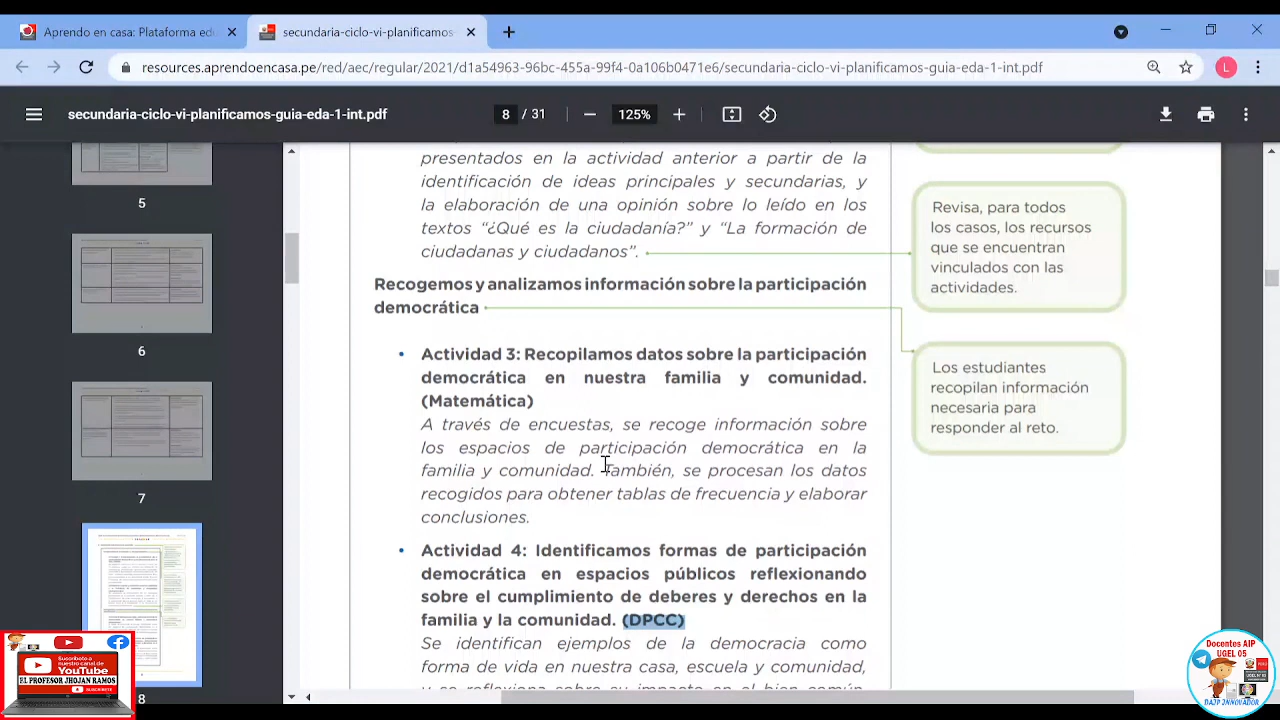 Aprendo en casa: Plataforma edu
secundaria-ciclo-vi-planificamos
resources.aprendoencasa.pe/red/aec/regular/2021/d1a54963-96bc-455a-99f4-0a106b0471e6/secundaria-ciclo-vi-planificamos-guia-eda-1-int.pdf
L
secundaria-ciclo-vi-planificamos-guia-eda-1-int.pdf
8 / 31
125%
5
6
7
8
presentados en la actividad anterior a partir de la
identificación de ideas principales y secundarias, y
la elaboración de una opinión sobre lo leído en los
textos “¿Qué es la ciudadanía?” y “La formación de
ciudadanas y ciudadanos”.
Recogemos y analizamos información sobre la participación
democrática
• Actividad 3: Recopilamos datos sobre la participación
democrática en nuestra familia y comunidad.
(Matemática)
A través de encuestas, se recoge información sobre
los espacios de participación democrática en la
familia y comunidad. También, se procesan los datos
recogidos para obtener tablas de frecuencia y elaborar
conclusiones.
• Actividad 4: Identificamos formas de participación
democrática en espacios públicos reflexionando
sobre el cumplimiento de deberes y derechos en la
familia y la comunidad. (DPCC)
Se identifican ejemplos de la democracia como
forma de vida en nuestra casa, escuela y comunidad,
Revisa, para todos
los casos, los recursos
que se encuentran
vinculados con las
actividades.
Los estudiantes
recopilan información
necesaria para
responder al reto.
Suscríbete a
nuestro canal de
YouTube
EL PROFESOR JHOJAN RAMOS
SUSCRIBETE
Docentes AIP
UGEL 05
DAIP INNOVADOR